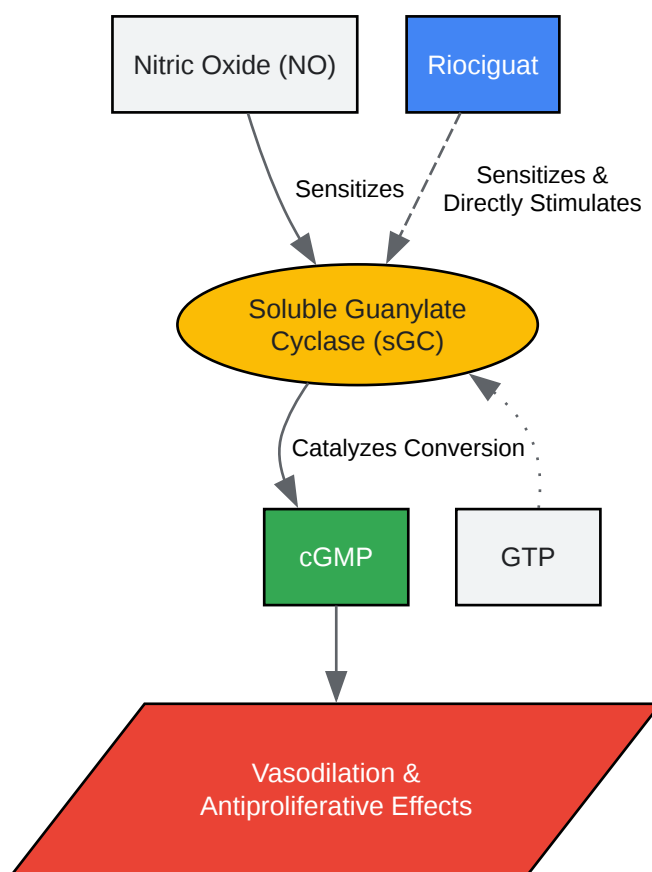 Nitric Oxide (NO)
Riociguat
Sensitizes
Sensitizes &
Directly Stimulates
Soluble Guanylate
Cyclase (sGC)
Catalyzes Conversion
cGMP
GTP
Vasodilation &
Antiproliferative Effects